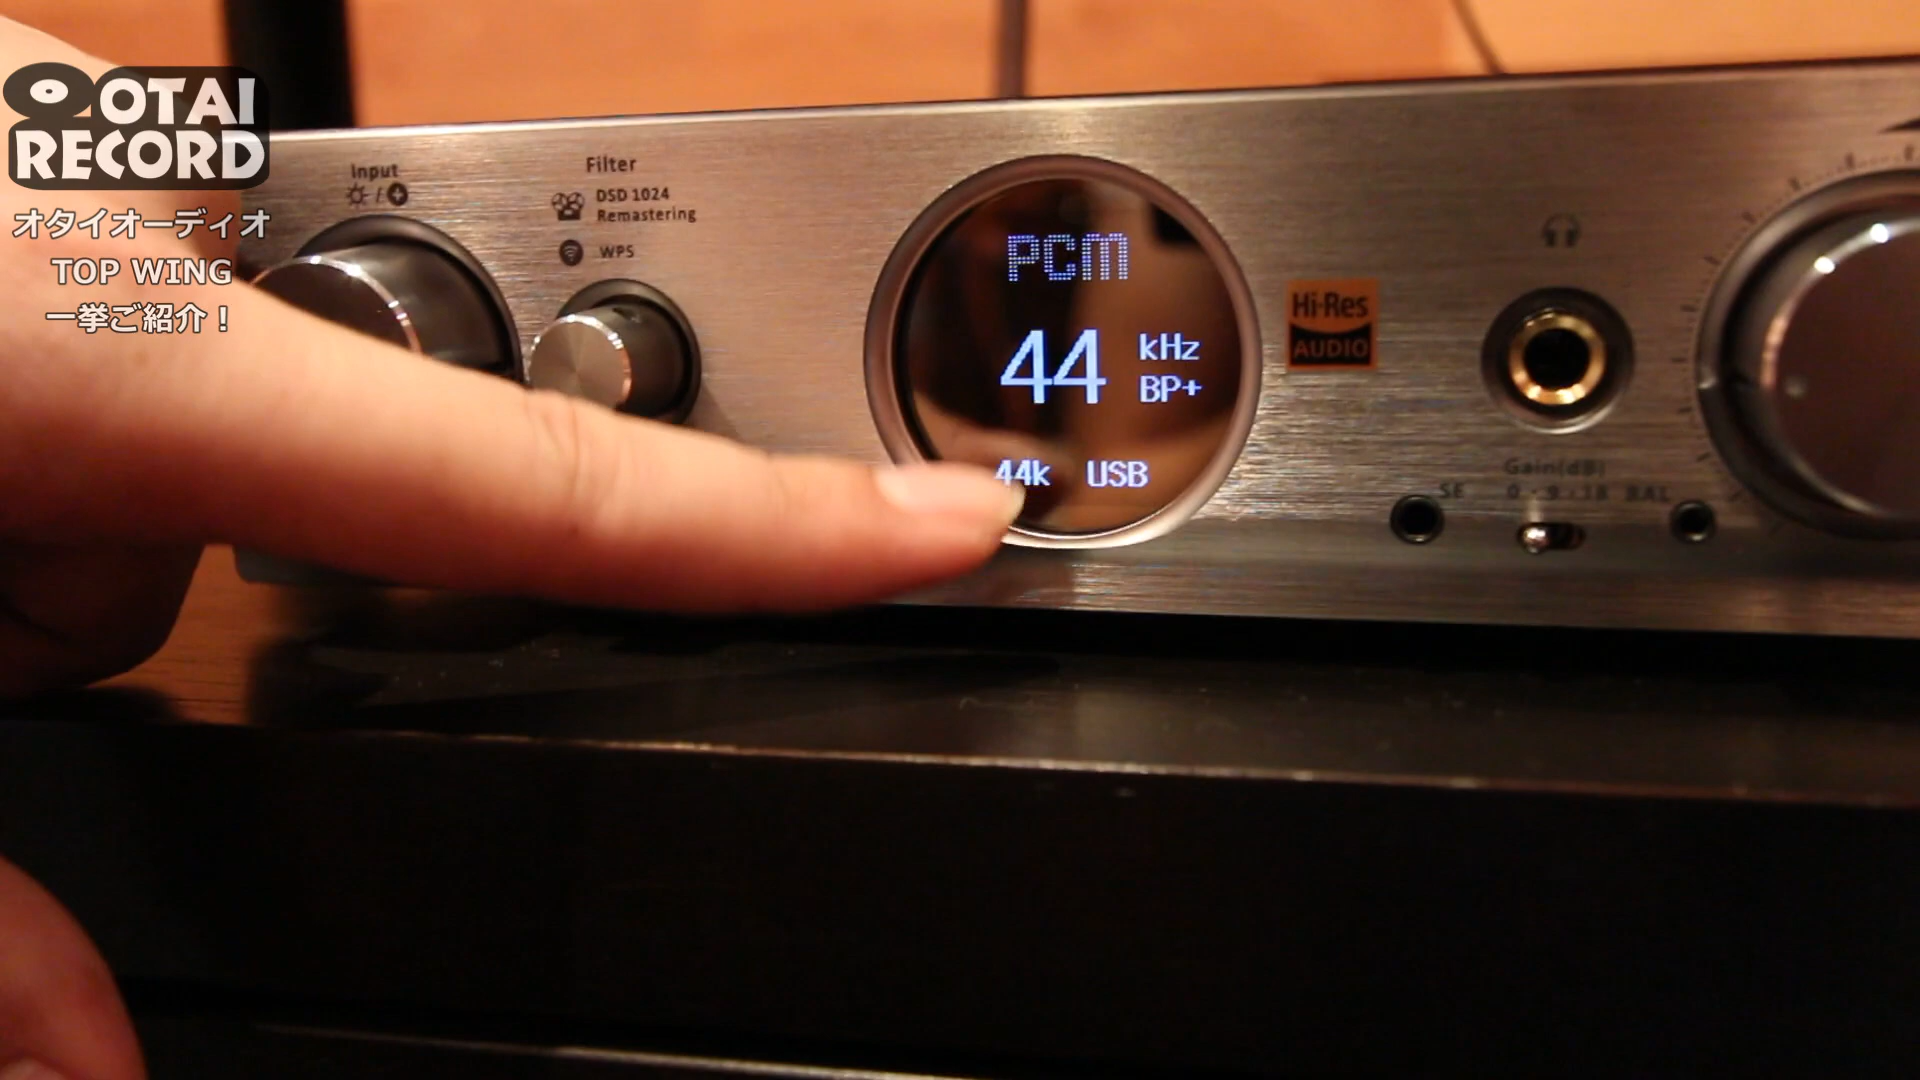 OTAI
RECORD
オタイオーディオ
TOP WING
一挙ご紹介！
Input
Filter
DSD 1024
Remastering
WPS
PCM
44 kHz
BP+
44k USB
Hi-Res
AUDIO
Gain(dB)
SE 0 · 9 · 18 BAL